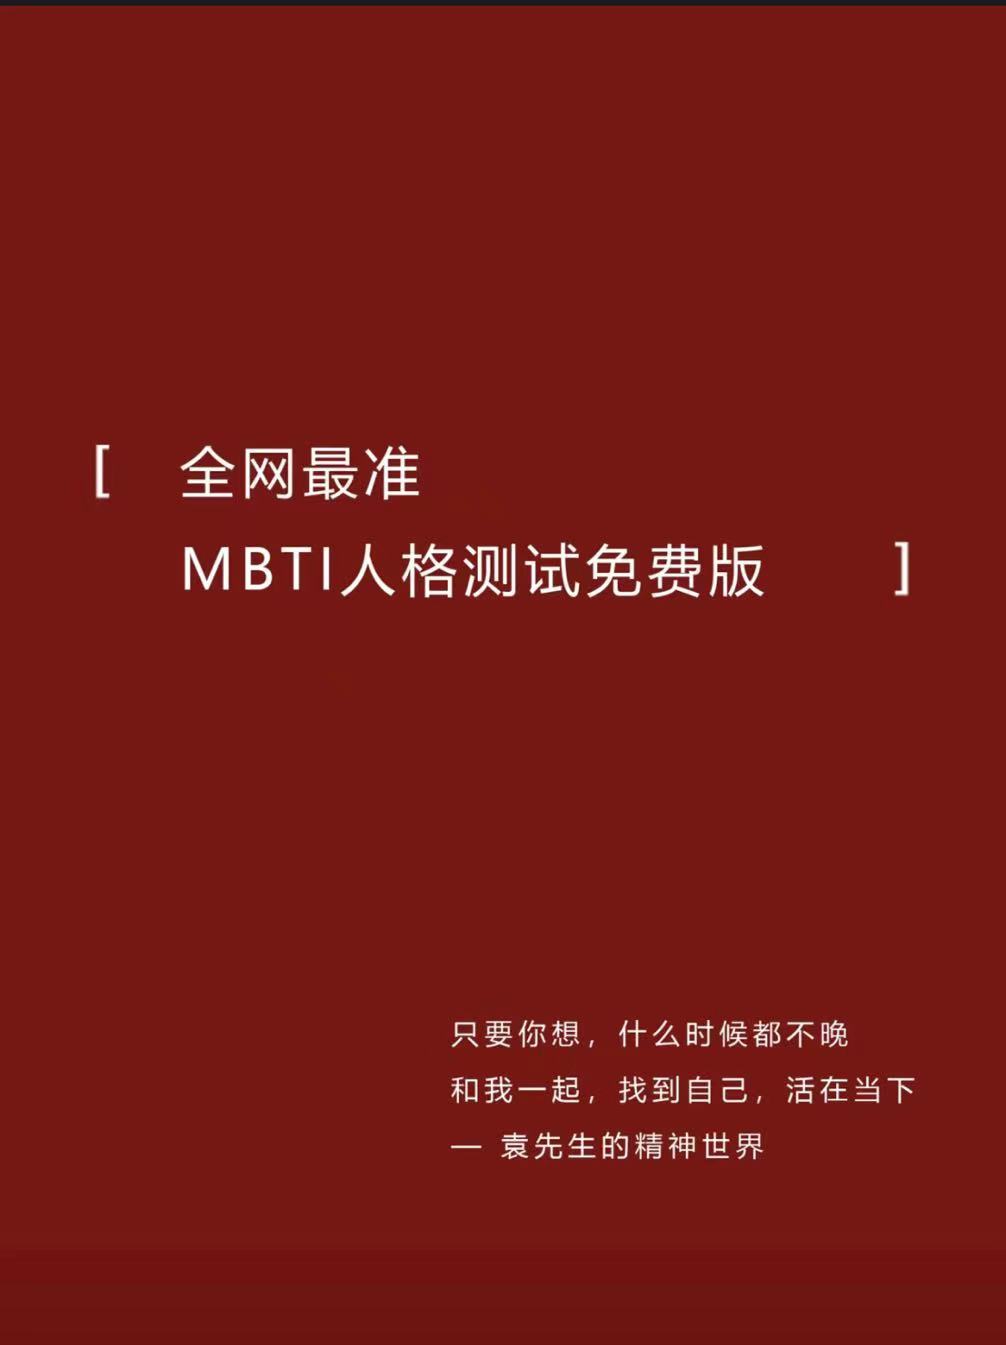 [ 全网最准
MBTI人格测试免费版 ]
只要你想，什么时候都不晚
和我一起，找到自己，活在当下
— 袁先生的精神世界